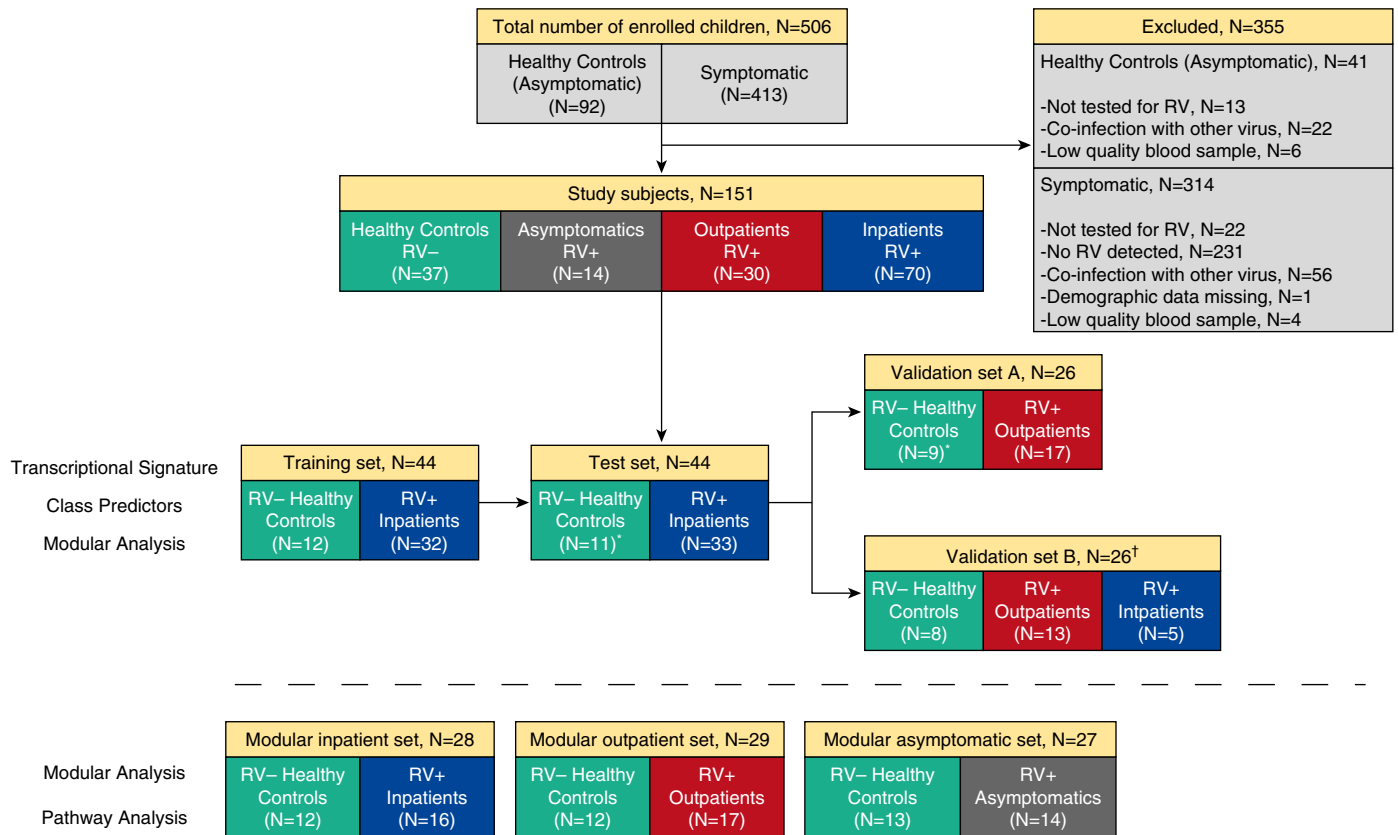 Total number of enrolled children, N=506
Healthy Controls
(Asymptomatic)
(N=92)
Symptomatic
(N=413)
Excluded, N=355
Healthy Controls (Asymptomatic), N=41
-Not tested for RV, N=13
-Co-infection with other virus, N=22
-Low quality blood sample, N=6
Symptomatic, N=314
-Not tested for RV, N=22
-No RV detected, N=231
-Co-infection with other virus, N=56
-Demographic data missing, N=1
-Low quality blood sample, N=4
Study subjects, N=151
Healthy Controls
RV–
(N=37)
Asymptomatics
RV+
(N=14)
Outpatients
RV+
(N=30)
Inpatients
RV+
(N=70)
Transcriptional Signature
Class Predictors
Modular Analysis
Training set, N=44
RV– Healthy
Controls
(N=12)
RV+
Inpatients
(N=32)
Test set, N=44
RV– Healthy
Controls
(N=11)*
RV+
Inpatients
(N=33)
Validation set A, N=26
RV– Healthy
Controls
(N=9)*
RV+
Outpatients
(N=17)
Validation set B, N=26†
RV– Healthy
Controls
(N=8)
RV+
Outpatients
(N=13)
RV+
Intpatients
(N=5)
Modular Analysis
Pathway Analysis
Modular inpatient set, N=28
RV– Healthy
Controls
(N=12)
RV+
Inpatients
(N=16)
Modular outpatient set, N=29
RV– Healthy
Controls
(N=12)
RV+
Outpatients
(N=17)
Modular asymptomatic set, N=27
RV– Healthy
Controls
(N=13)
RV+
Asymptomatics
(N=14)